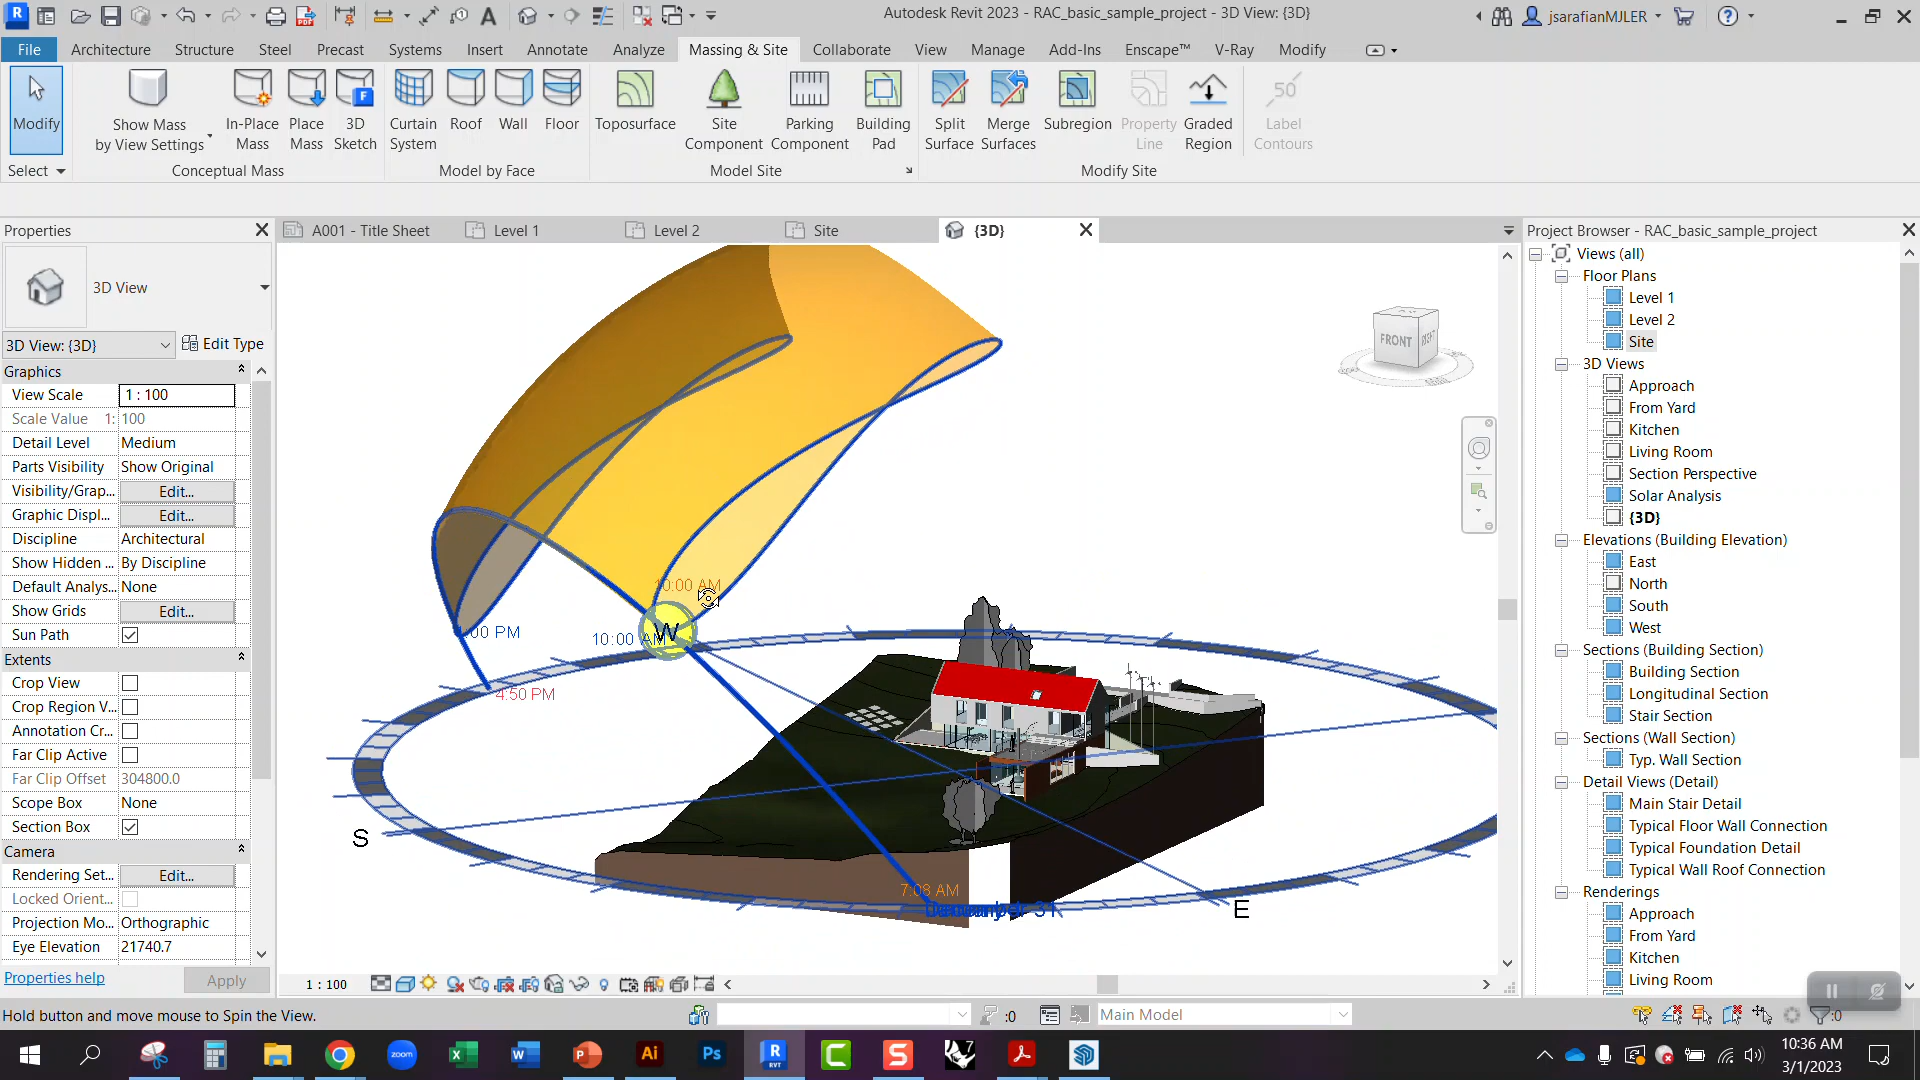 Autodesk Revit 2023 - RAC_basic_sample_project - 3D View: {3D}
jsarafianMJLER
File Architecture Structure Steel Precast Systems Insert Annotate Analyze Massing & Site Collaborate View Manage Add-Ins Enscape™ V-Ray Modify
Modify
Show Mass
by View Settings
In-Place
Mass
Place
Mass
3D
Sketch
Curtain
System
Roof
Wall
Floor
Toposurface
Site
Component
Parking
Component
Building
Pad
Split
Surface
Merge
Surfaces
Subregion
Property
Line
Graded
Region
50
Label
Contours
Select
Conceptual Mass
Model by Face
Model Site
Modify Site
Properties
3D View
3D View: {3D}
Edit Type
Graphics
View Scale 1 : 100
Scale Value 1: 100
Detail Level Medium
Parts Visibility Show Original
Visibility/Grap... Edit...
Graphic Displ... Edit...
Discipline Architectural
Show Hidden ... By Discipline
Default Analys... None
Show Grids Edit...
Sun Path
Extents
Crop View
Crop Region V...
Annotation Cr...
Far Clip Active
Far Clip Offset 304800.0
Scope Box None
Section Box
Camera
Rendering Set... Edit...
Locked Orient...
Projection Mo... Orthographic
Eye Elevation 21740.7
Properties help
Apply
A001 - Title Sheet
Level 1
Level 2
Site
{3D}
FRONT
RIGHT
10:00 AM
10:00 AM
W
:00 PM
4:50 PM
S
7:08 AM
December 31
E
1 : 100
Project Browser - RAC_basic_sample_project
Views (all)
Floor Plans
Level 1
Level 2
Site
3D Views
Approach
From Yard
Kitchen
Living Room
Section Perspective
Solar Analysis
{3D}
Elevations (Building Elevation)
East
North
South
West
Sections (Building Section)
Building Section
Longitudinal Section
Stair Section
Sections (Wall Section)
Typ. Wall Section
Detail Views (Detail)
Main Stair Detail
Typical Floor Wall Connection
Typical Foundation Detail
Typical Wall Roof Connection
Renderings
Approach
From Yard
Kitchen
Living Room
Hold button and move mouse to Spin the View.
:0
Main Model
:0
zoom
Ai
Ps
R
RVT
10:36 AM
3/1/2023